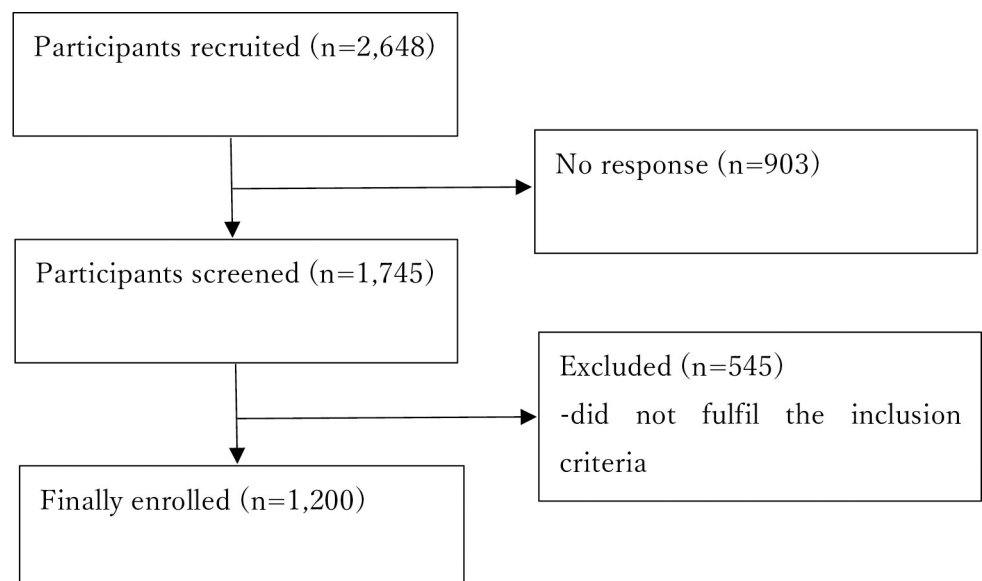 Participants recruited (n=2,648)
No response (n=903)
Participants screened (n=1,745)
Excluded (n=545)
-did not fulfil the inclusion
criteria
Finally enrolled (n=1,200)